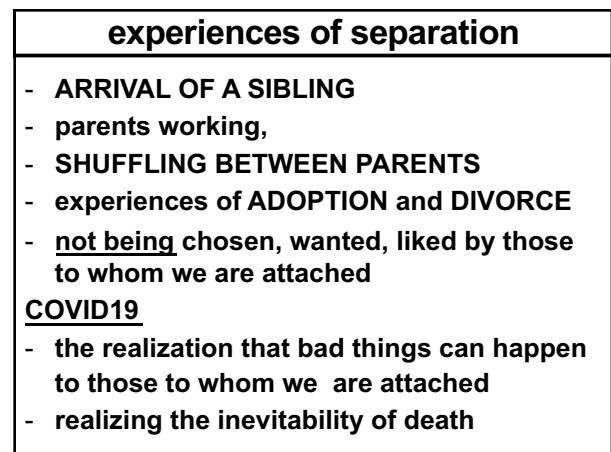 experiences of separation
- ARRIVAL OF A SIBLING
- parents working,
- SHUFFLING BETWEEN PARENTS
- experiences of ADOPTION and DIVORCE
- not being chosen, wanted, liked by those
to whom we are attached
COVID19
- the realization that bad things can happen
to those to whom we are attached
- realizing the inevitability of death